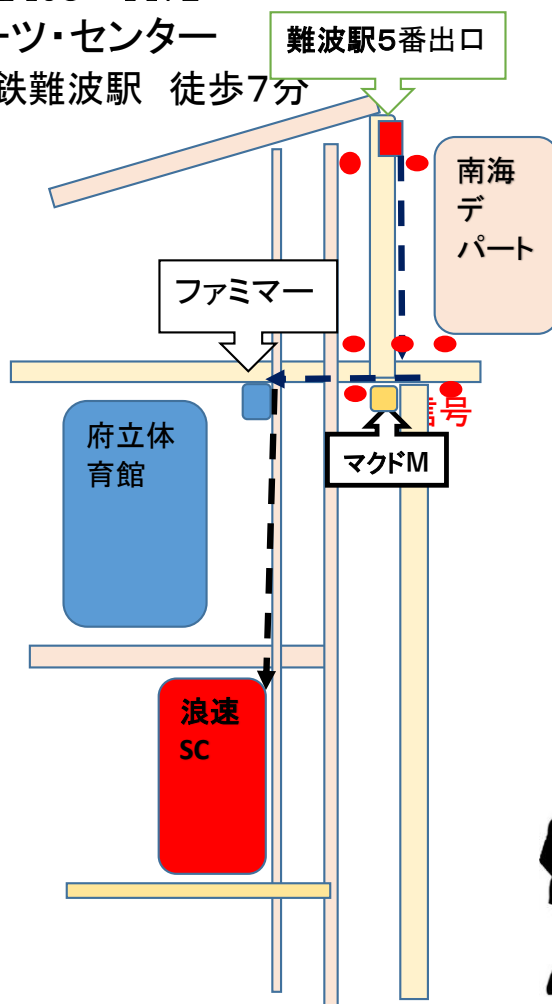 ーツ・センター
鉄難波駅 徒歩7分
難波駅5番出口
南海
デ
パート
ファミマー
信号
府立体
育館
マクドM
浪速
SC